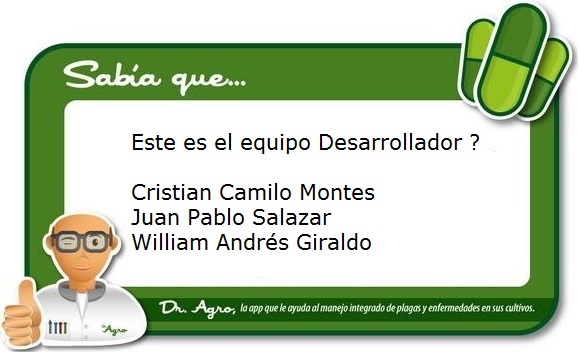 Sabía que...
Este es el equipo Desarrollador ?
Cristian Camilo Montes
Juan Pablo Salazar
William Andrés Giraldo
Dr. Agro
Dr. Agro, la app que le ayuda al manejo integrado de plagas y enfermedades en sus cultivos.